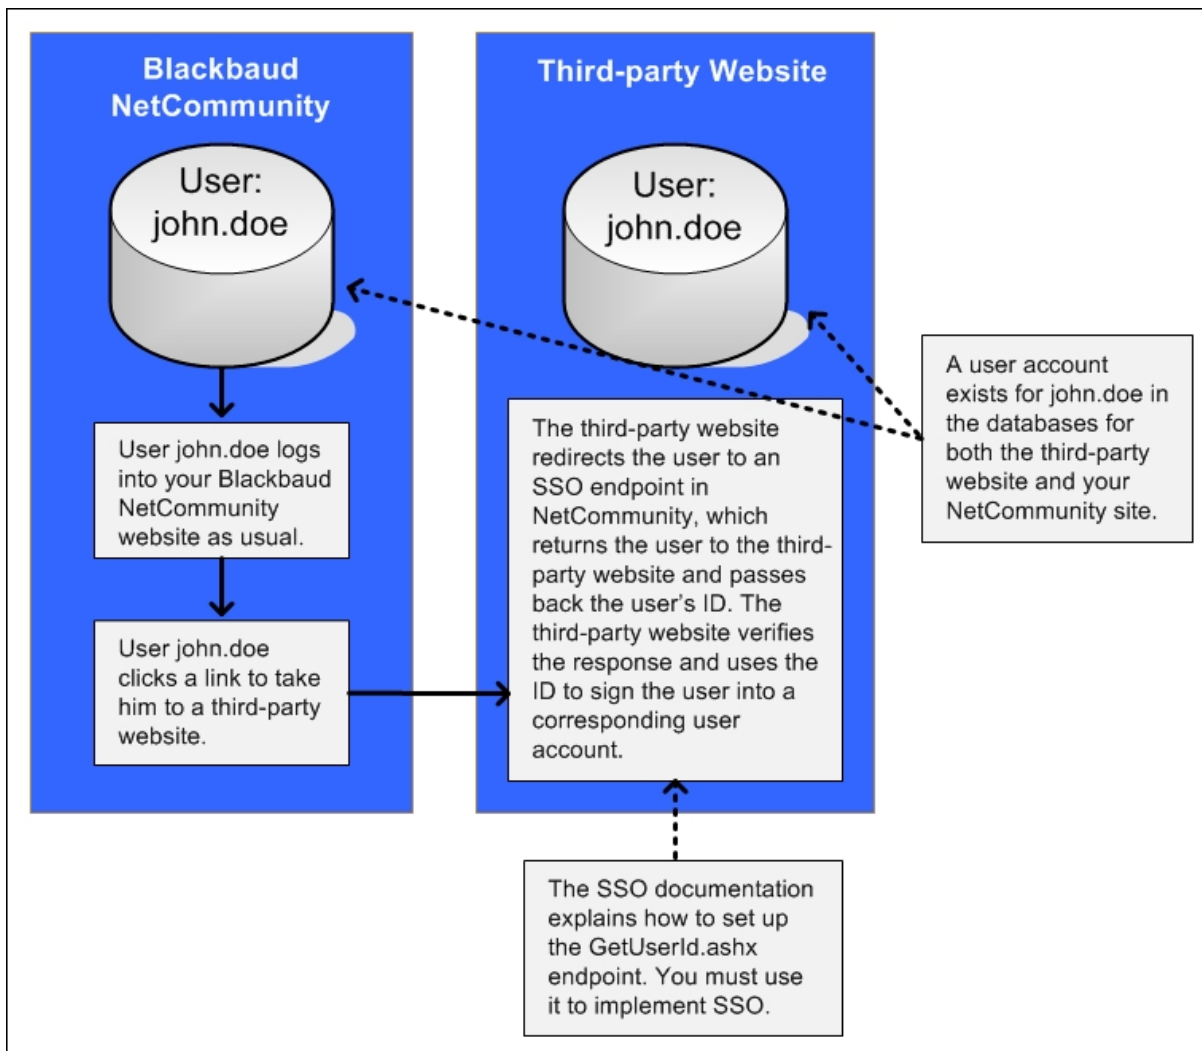 Blackbaud
NetCommunity
User:
john.doe
User john.doe logs
into your Blackbaud
NetCommunity
website as usual.
User john.doe
clicks a link to take
him to a third-party
website.
Third-party Website
User:
john.doe
The third-party website
redirects the user to an
SSO endpoint in
NetCommunity, which
returns the user to the third-
party website and passes
back the user's ID. The
third-party website verifies
the response and uses the
ID to sign the user into a
corresponding user
account.
A user account
exists for john.doe in
the databases for
both the third-party
website and your
NetCommunity site.
The SSO documentation
explains how to set up
the GetUserId.ashx
endpoint. You must use
it to implement SSO.